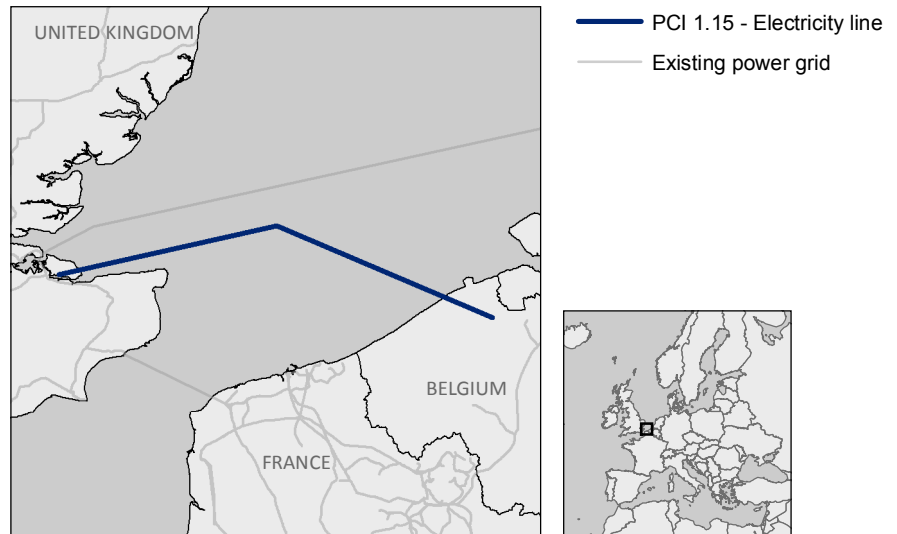 UNITED KINGDOM
BELGIUM
FRANCE
PCI 1.15 - Electricity line
Existing power grid